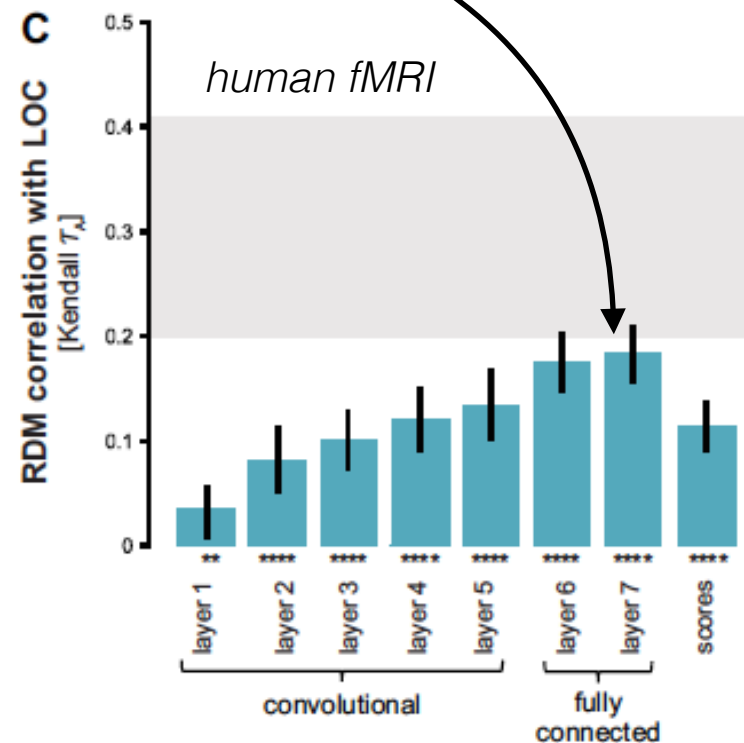 C
human fMRI
RDM correlation with LOC
[Kendall τA]
0.5
0.4
0.3
0.2
0.1
0
layer 1
layer 2
layer 3
layer 4
layer 5
layer 6
layer 7
scores
convolutional
fully
connected